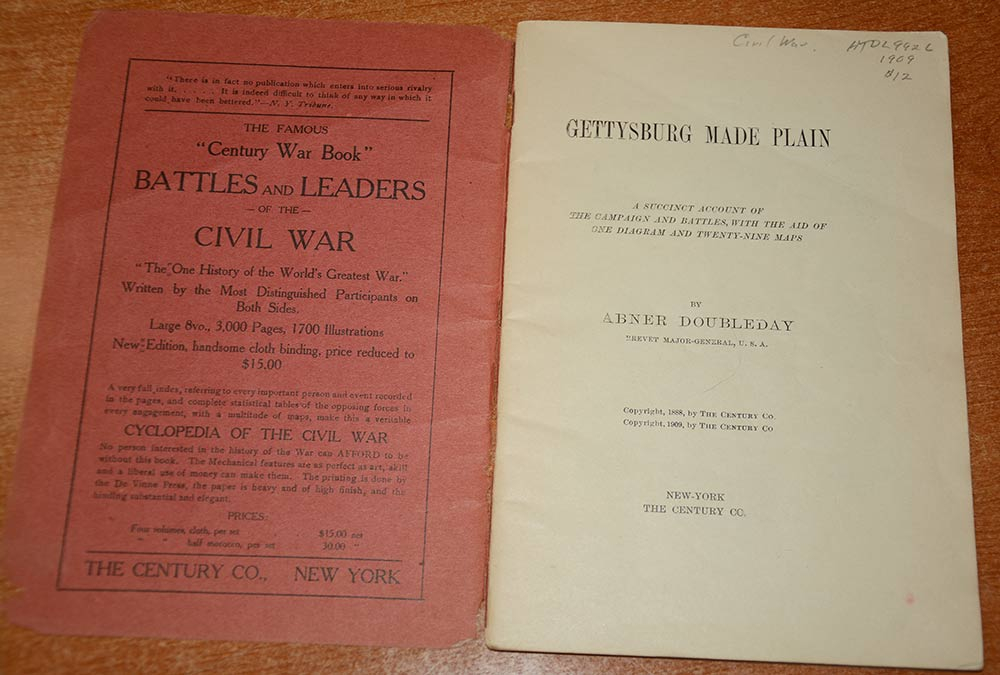 "There is in fact no publication which enters into serious rivalry
with it. . . . . . It is indeed difficult to think of any way in which it
could have been bettered."—N. Y. Tribune.
THE FAMOUS
"Century War Book"
BATTLES AND LEADERS
— OF THE —
CIVIL WAR
"The One History of the World's Greatest War."
Written by the Most Distinguished Participants on
Both Sides.
Large 8vo., 3,000 Pages, 1700 Illustrations
New Edition, handsome cloth binding, price reduced to
$15.00
A very full index, referring to every important person and event recorded
in the pages, and complete statistical tables of the opposing forces in
every engagement, with a multitude of maps, make this a veritable
CYCLOPEDIA OF THE CIVIL WAR
No person interested in the history of the War can AFFORD to be
without this book. The Mechanical features are as perfect as art, skill
and a liberal use of money can make them. The printing is done by
the De Vinne Press, the paper is heavy and of high finish, and the
binding substantial and elegant.
PRICES:
Four volumes, cloth, per set . . $15.00 net
" " half morocco, per set . 30.00 "
THE CENTURY CO., NEW YORK
Civil War. HTDL992L
1909
$12
GETTYSBURG MADE PLAIN
A SUCCINCT ACCOUNT OF
THE CAMPAIGN AND BATTLES, WITH THE AID OF
ONE DIAGRAM AND TWENTY-NINE MAPS
BY
ABNER DOUBLEDAY
BREVET MAJOR-GENERAL, U. S. A.
Copyright, 1888, by THE CENTURY CO.
Copyright, 1909, by THE CENTURY CO
NEW-YORK
THE CENTURY CO.